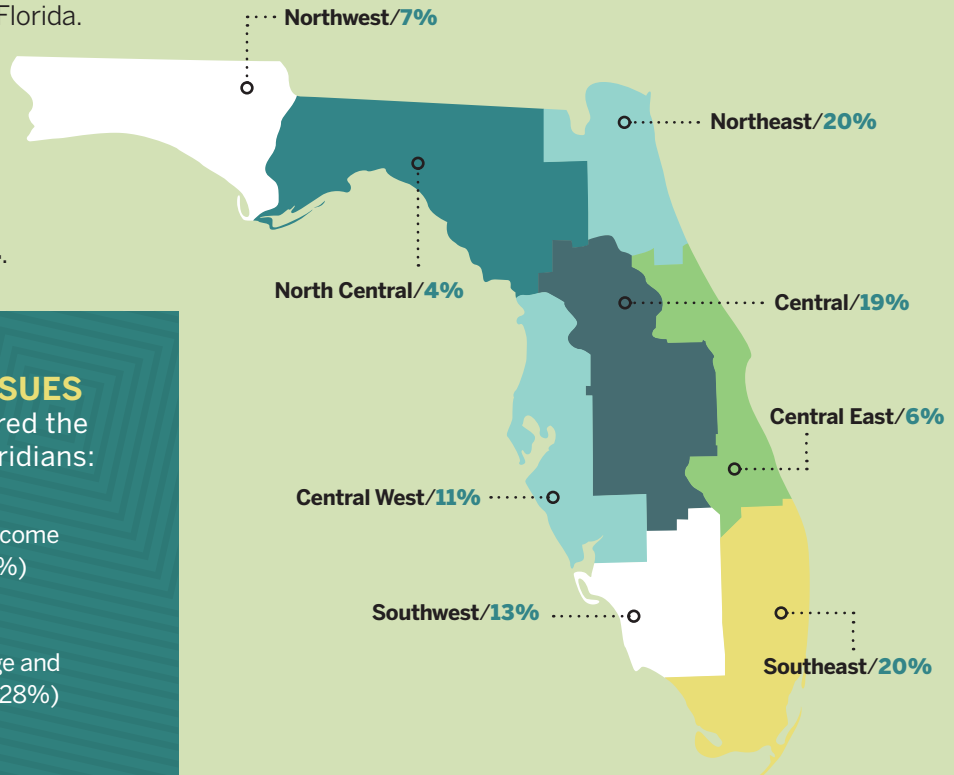 Florida.
Northwest/7%
Northeast/20%
North Central/4%
Central/19%
Central East/6%
Central West/11%
Southwest/13%
Southeast/20%
SUES
red the
ridians:
come
%)
ge and
28%)